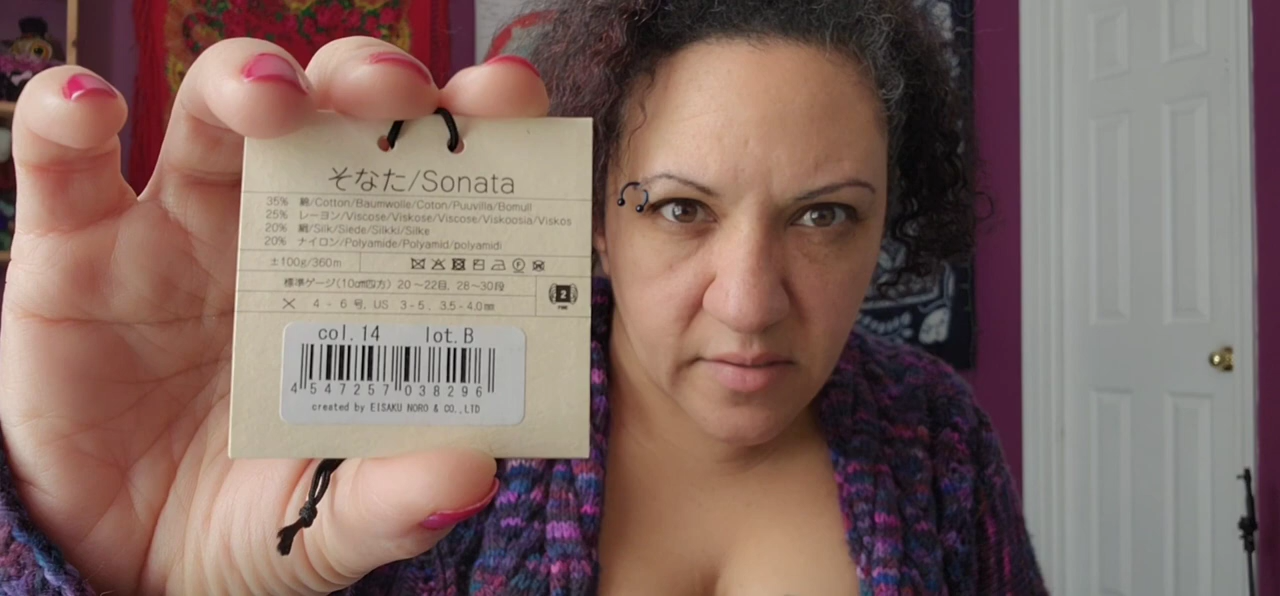 そなた/Sonata
35% 綿/Cotton/Baumwolle/Coton/Puuvilla/Bomull
25% レーヨン/Viscose/Viskose/Viscose/Viskoosia/Viskos
20% 絹/Silk/Siede/Silkki/Silke
20% ナイロン/Polyamide/Polyamid/polyamidi
±100g/360m
標準ゲージ(10cm四方) 20～22目, 28～30段
4 - 6 号, US 3-5, 3.5-4.0mm
2
col.14 lot.B
4547257038296
created by EISAKU NORO & CO.,LTD